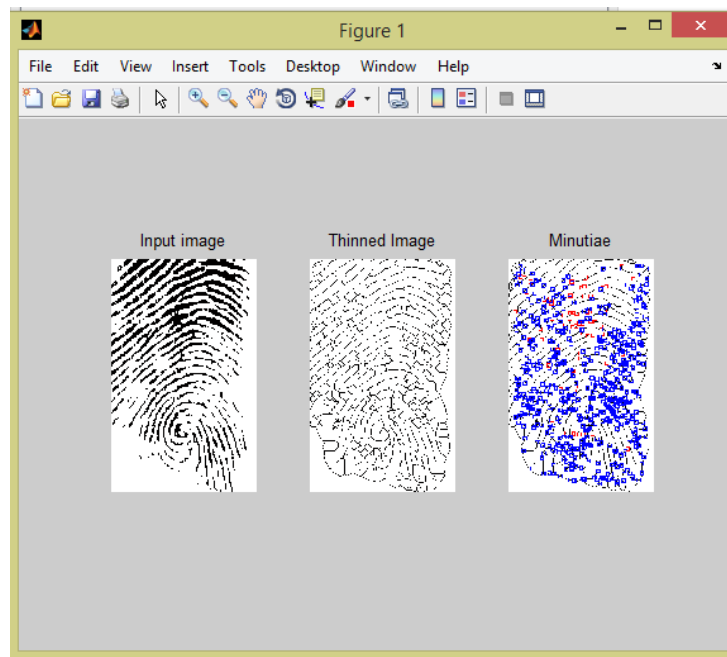 Figure 1
File Edit View Insert Tools Desktop Window Help
Input image Thinned Image Minutiae